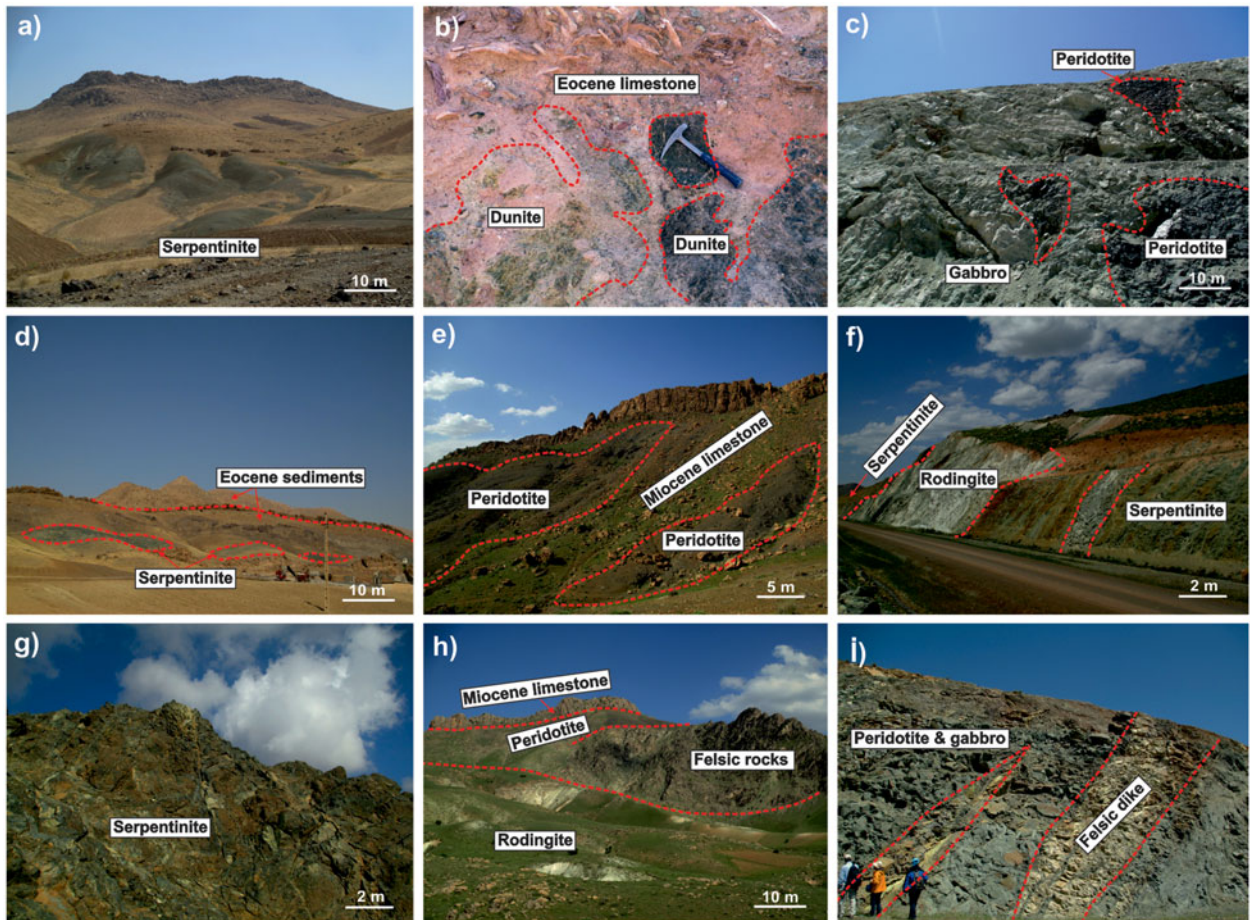 a)
Serpentinite
10 m
b)
Eocene limestone
Dunite
Dunite
c)
Peridotite
Gabbro
Peridotite
10 m
d)
Eocene sediments
Serpentinite
10 m
e)
Peridotite
Miocene limestone
Peridotite
5 m
f)
Serpentinite
Rodingite
Serpentinite
2 m
g)
Serpentinite
2 m
h)
Miocene limestone
Peridotite
Felsic rocks
Rodingite
10 m
i)
Peridotite & gabbro
Felsic dike